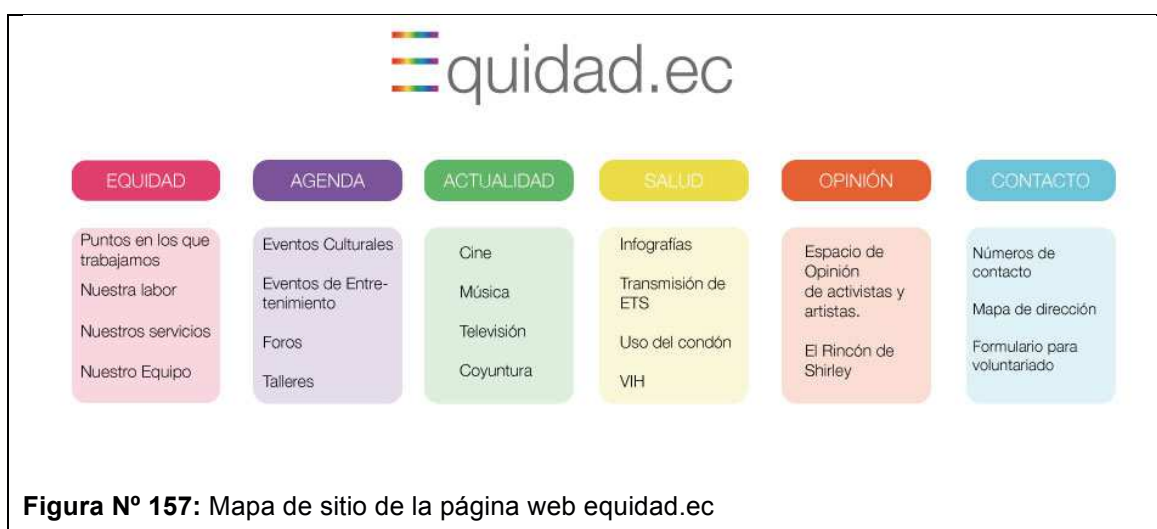 Equidad.ec
EQUIDAD
Puntos en los que
trabajamos
Nuestra labor
Nuestros servicios
Nuestro Equipo
AGENDA
Eventos Culturales
Eventos de Entre-
tenimiento
Foros
Talleres
ACTUALIDAD
Cine
Música
Televisión
Coyuntura
SALUD
Infografías
Transmisión de
ETS
Uso del condón
VIH
OPINIÓN
Espacio de
Opinión
de activistas y
artistas.
El Rincón de
Shirley
CONTACTO
Números de
contacto
Mapa de dirección
Formulario para
voluntariado
Figura Nº 157: Mapa de sitio de la página web equidad.ec